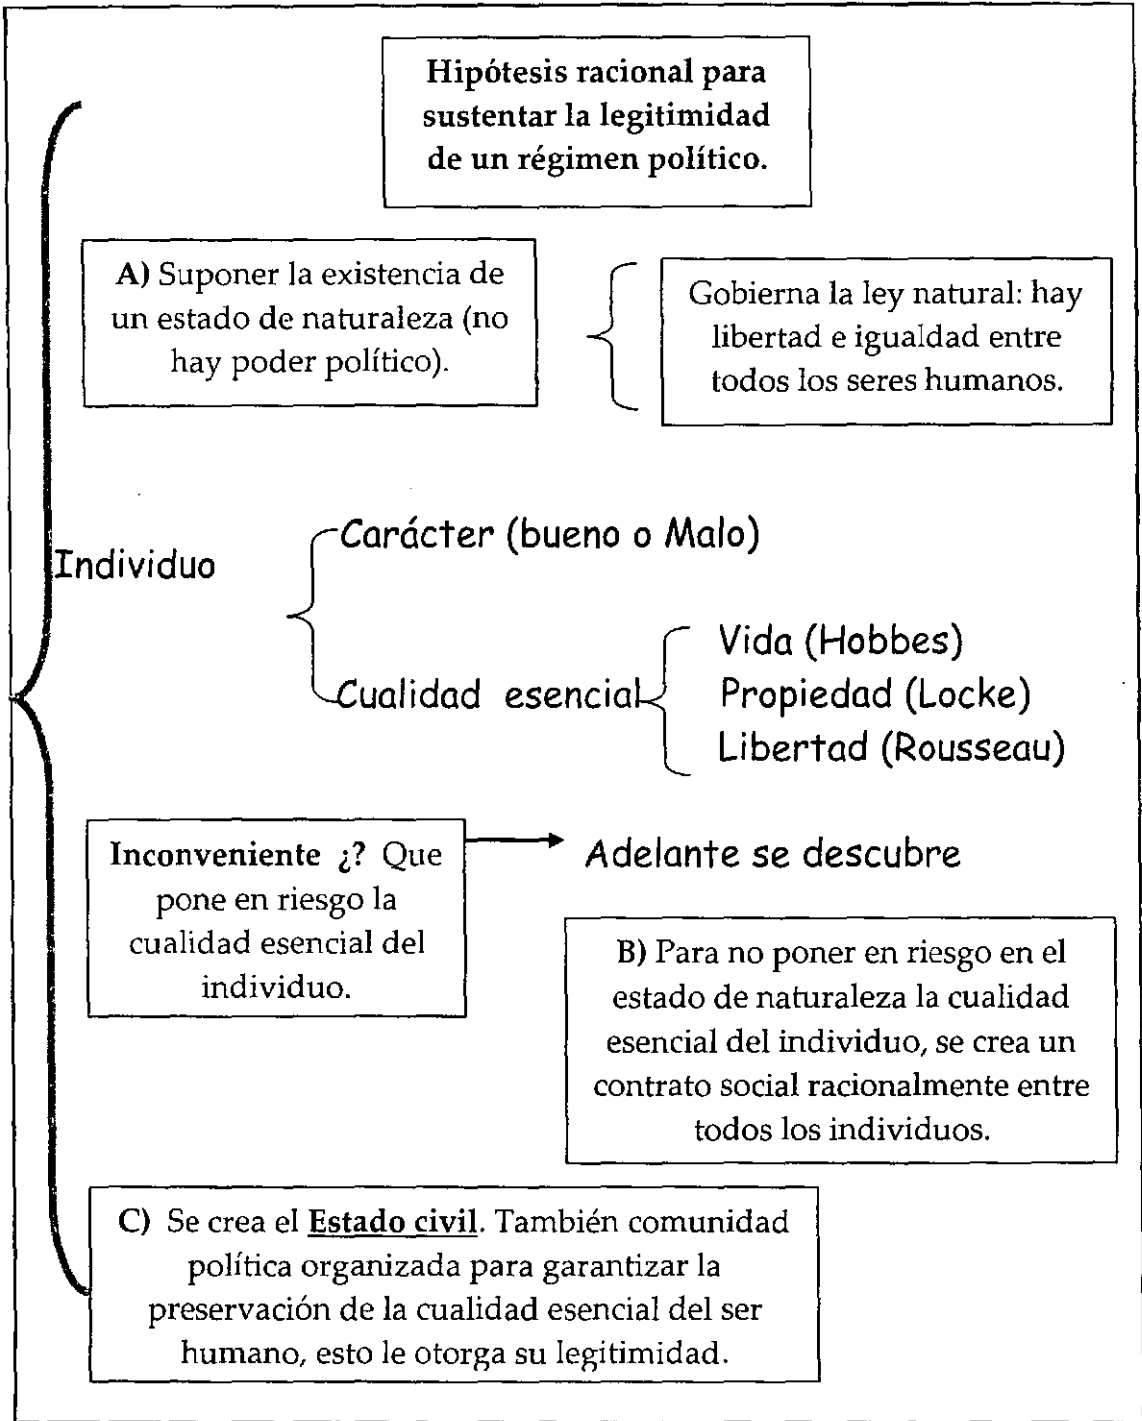 Hipótesis racional para
sustentar la legitimidad
de un régimen político.
A) Suponer la existencia de
un estado de naturaleza (no
hay poder político).
Gobierna la ley natural: hay
libertad e igualdad entre
todos los seres humanos.
Individuo
Carácter (bueno o Malo)
Cualidad esencial
Vida (Hobbes)
Propiedad (Locke)
Libertad (Rousseau)
Inconveniente ¿? Que
pone en riesgo la
cualidad esencial del
individuo.
Adelante se descubre
B) Para no poner en riesgo en el
estado de naturaleza la cualidad
esencial del individuo, se crea un
contrato social racionalmente entre
todos los individuos.
C) Se crea el Estado civil. También comunidad
política organizada para garantizar la
preservación de la cualidad esencial del ser
humano, esto le otorga su legitimidad.